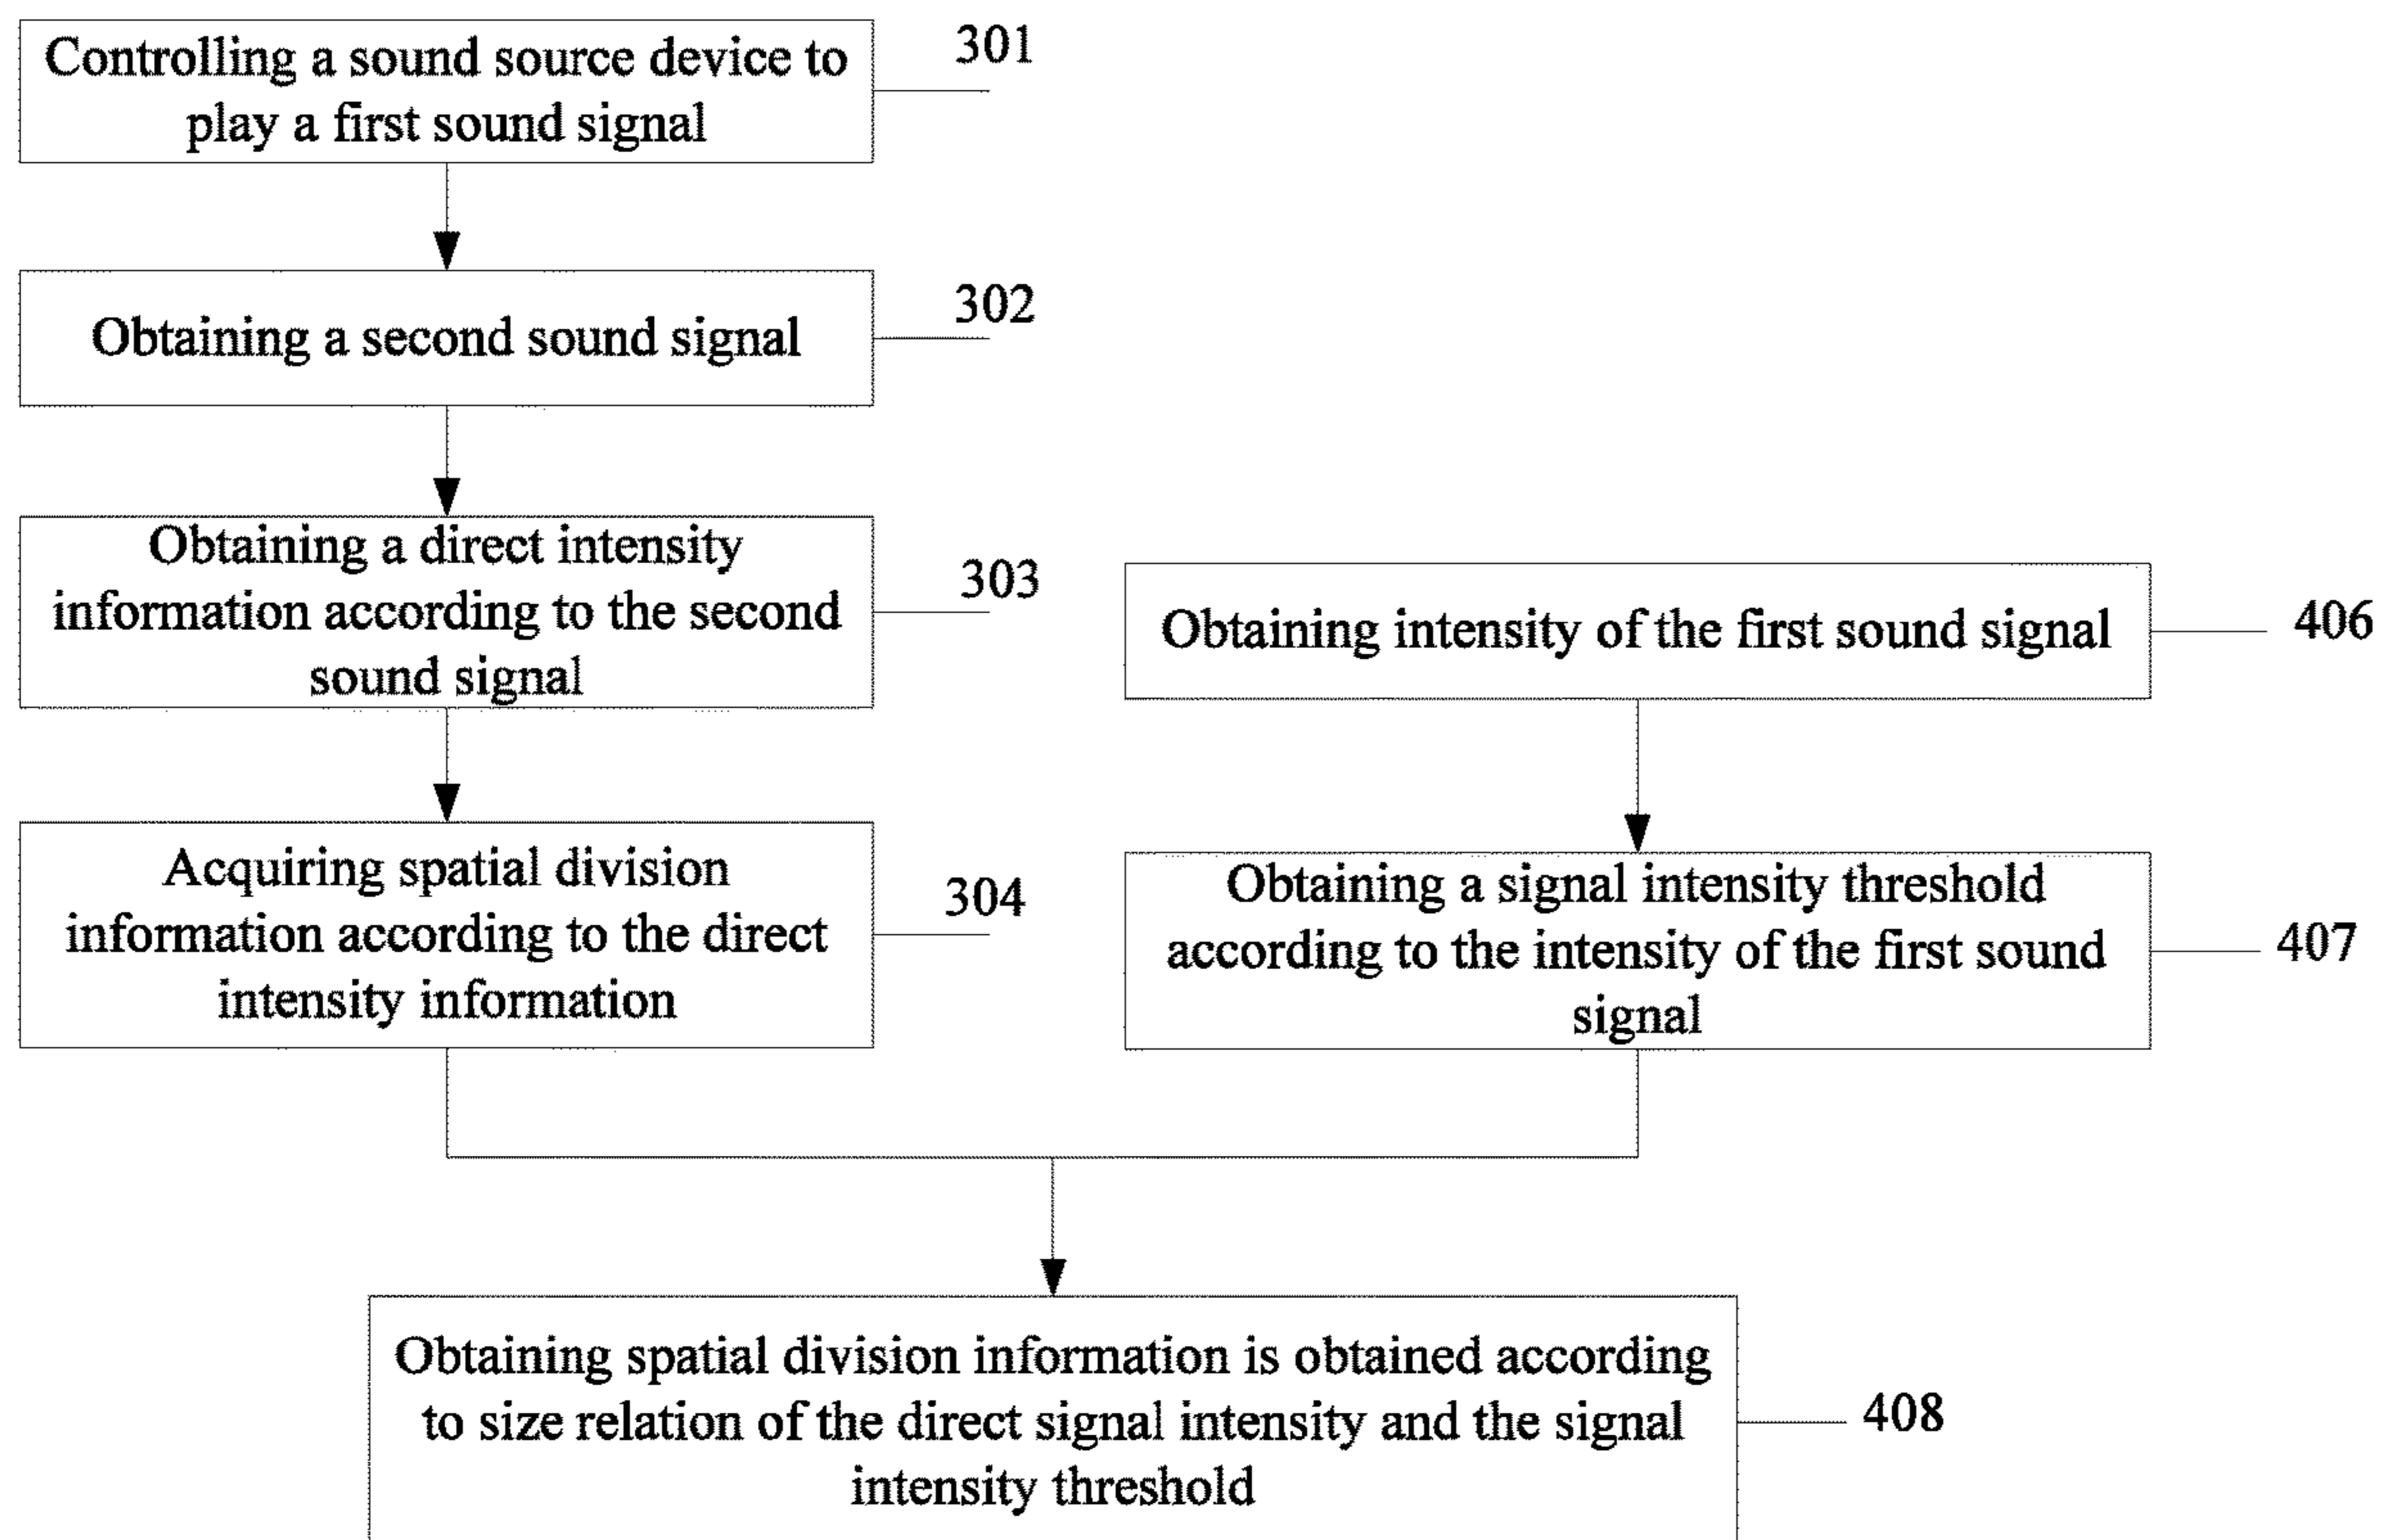 Controlling a sound source device to
play a first sound signal
301
Obtaining a second sound signal
302
Obtaining a direct intensity
information according to the second
sound signal
303
Acquiring spatial division
information according to the direct
intensity information
304
Obtaining intensity of the first sound signal
406
Obtaining a signal intensity threshold
according to the intensity of the first sound
signal
407
Obtaining spatial division information is obtained according
to size relation of the direct signal intensity and the signal
intensity threshold
408